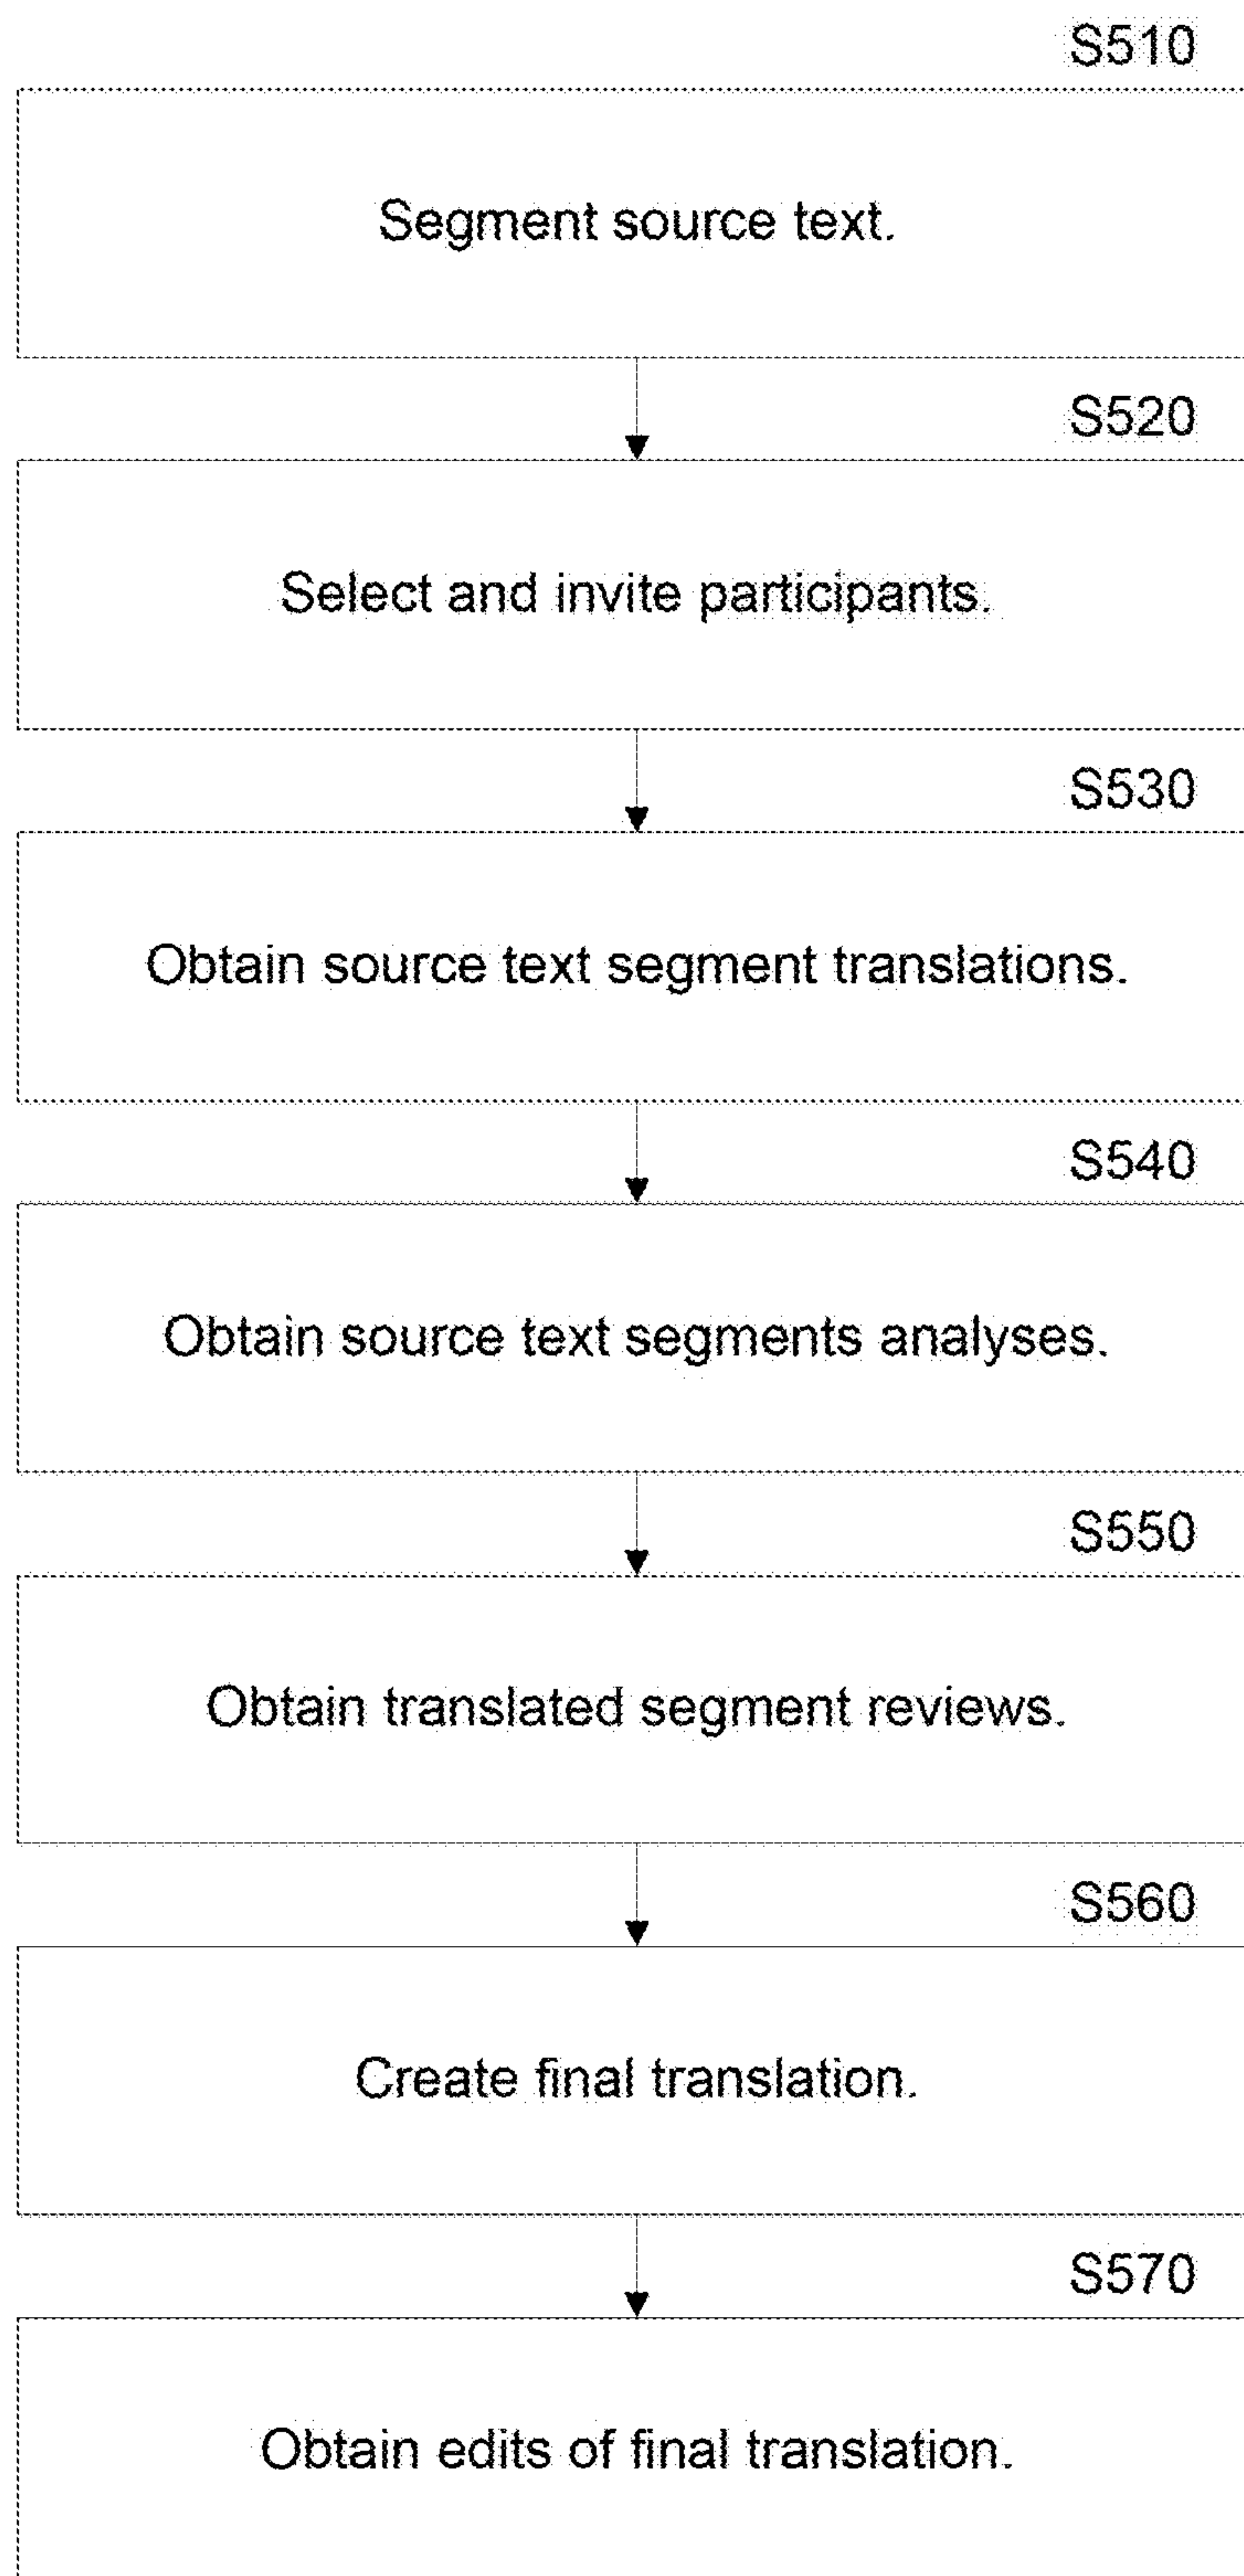 S510
Segment source text.
S520
Select and invite participants.
S530
Obtain source text segment translations.
S540
Obtain source text segments analyses.
S550
Obtain translated segment reviews.
S560
Create final translation.
S570
Obtain edits of final translation.